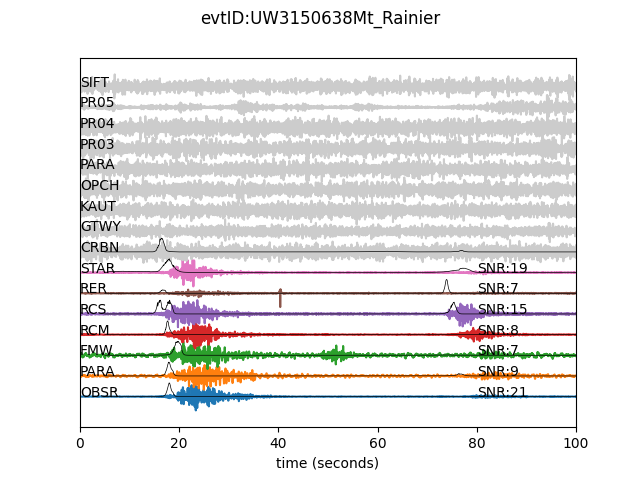 evtID:UW3150638Mt_Rainier
SIFT
PR05
PR04
PR03
PARA
OPCH
KAUT
GTWY
CRBN
STAR SNR:19
RER SNR:7
RCS SNR:15
RCM SNR:8
FMW SNR:7
PARA SNR:9
OBSR SNR:21
0 20 40 60 80 100
time (seconds)